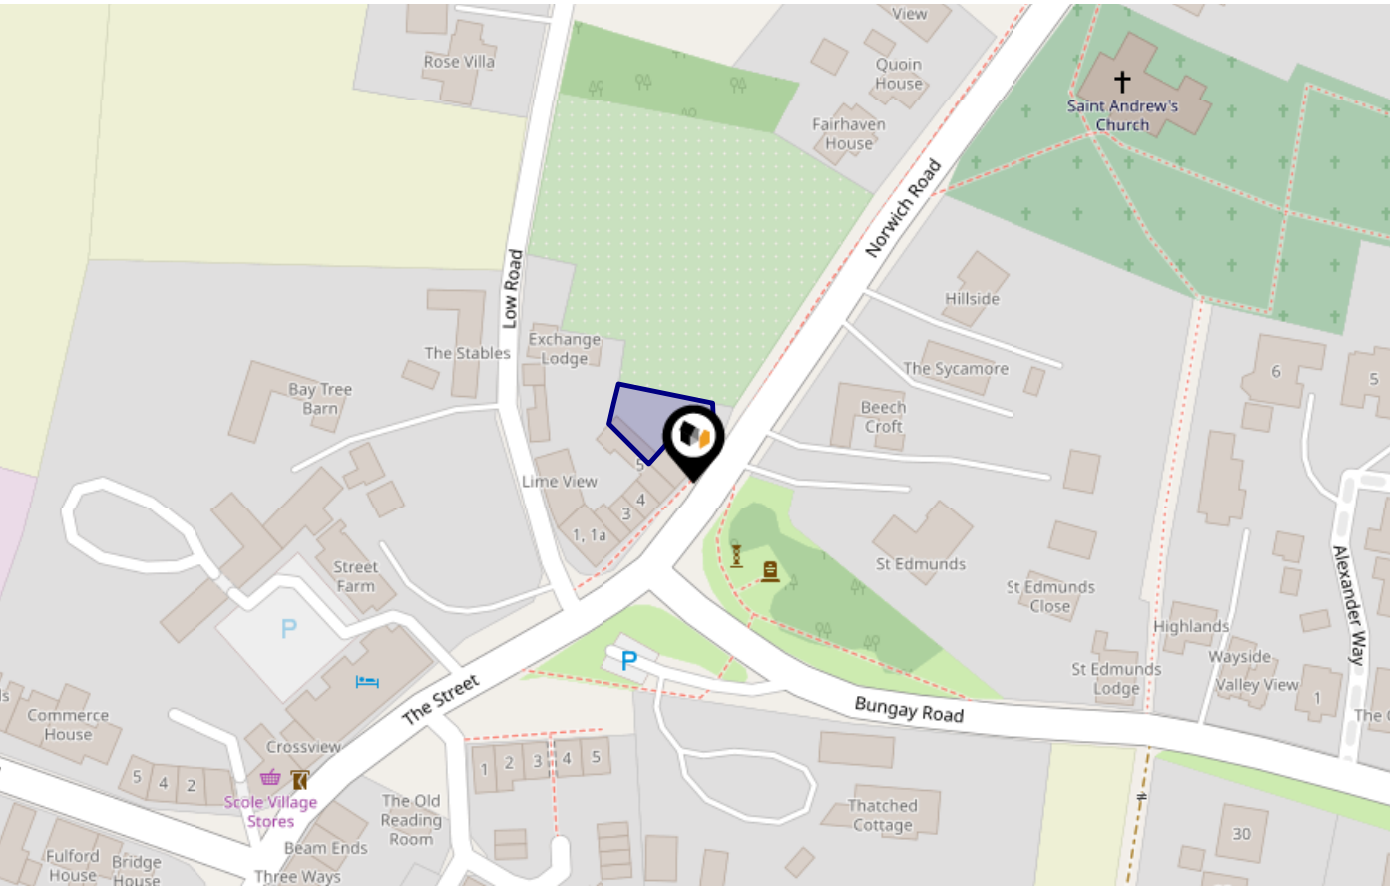 View
Rose Villa
Quoin
House
Fairhaven
House
Saint Andrew's
Church
Norwich Road
Low Road
Hillside
Exchange
Lodge
The Stables
The Sycamore
6
5
Bay Tree
Barn
Beech
Croft
5
Lime View
4
3
1, 1a
St Edmunds
Street
Farm
St Edmunds
Close
Alexander Way
P
Highlands
P
Wayside
St Edmunds
Lodge
Valley View
1
The Street
Bungay Road
Commerce
House
The C
ls
Crossview
1
2
3
4
5
5
4
2
Scole Village
Stores
The Old
Reading
Room
Thatched
Cottage
30
Beam Ends
Fulford
House
Bridge
House
Three Ways